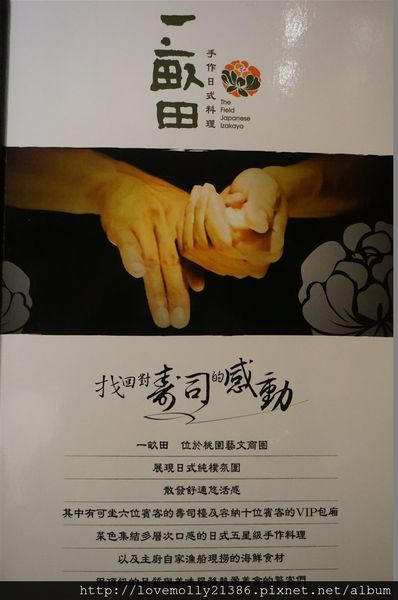 一畝田
手作日式料理
The
Field
Japanese
Izakaya
找回對壽司的感動
一畝田 位於桃園藝文商圈
展現日式純樸氛圍
散發舒適悠活感
其中有可坐六位賓客的壽司檯及容納十位賓客的VIP包廂
菜色集結多層次口感的日式五星級手作料理
以及主廚自家漁船現撈的海鮮食材
http://lovemolly21386.pixnet.net/album